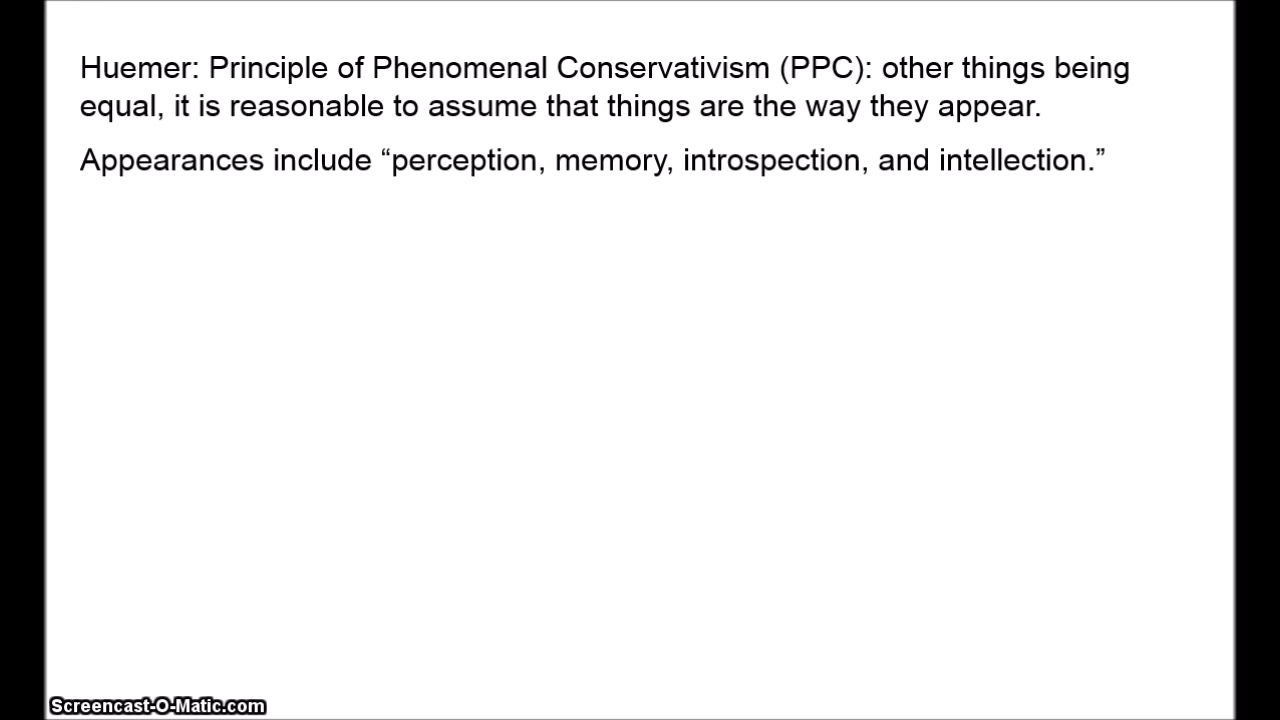 Huemer: Principle of Phenomenal Conservativism (PPC): other things being
equal, it is reasonable to assume that things are the way they appear.
Appearances include “perception, memory, introspection, and intellection.”
Screencast-O-Matic.com